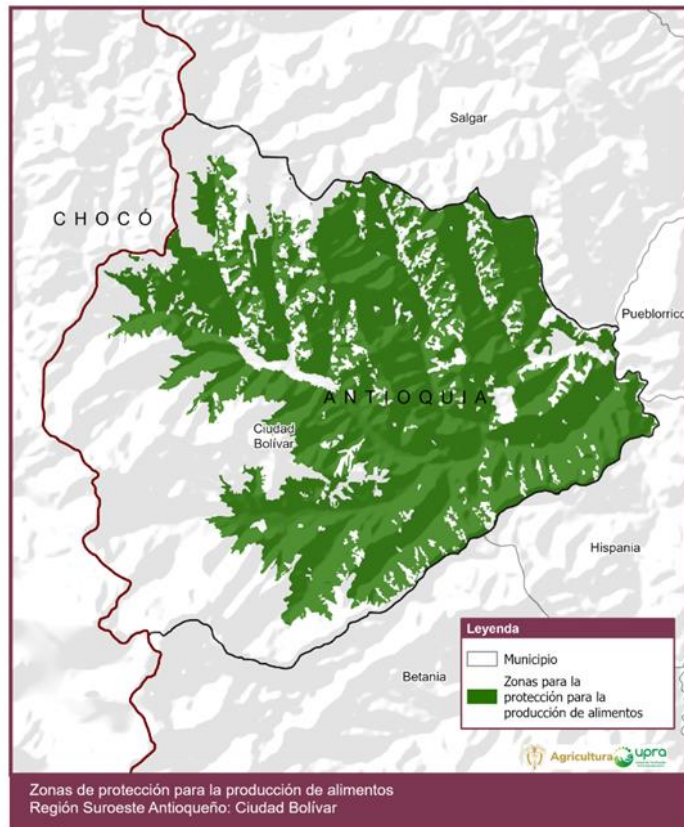 Salgar
CHOCÓ
Pueblorrico
ANTIOQUIA
Ciudad
Bolívar
Hispania
Betania
Leyenda
Municipio
Zonas para la
protección para la
producción de alimentos
Agricultura upra
Zonas de protección para la producción de alimentos
Región Suroeste Antioqueño: Ciudad Bolívar